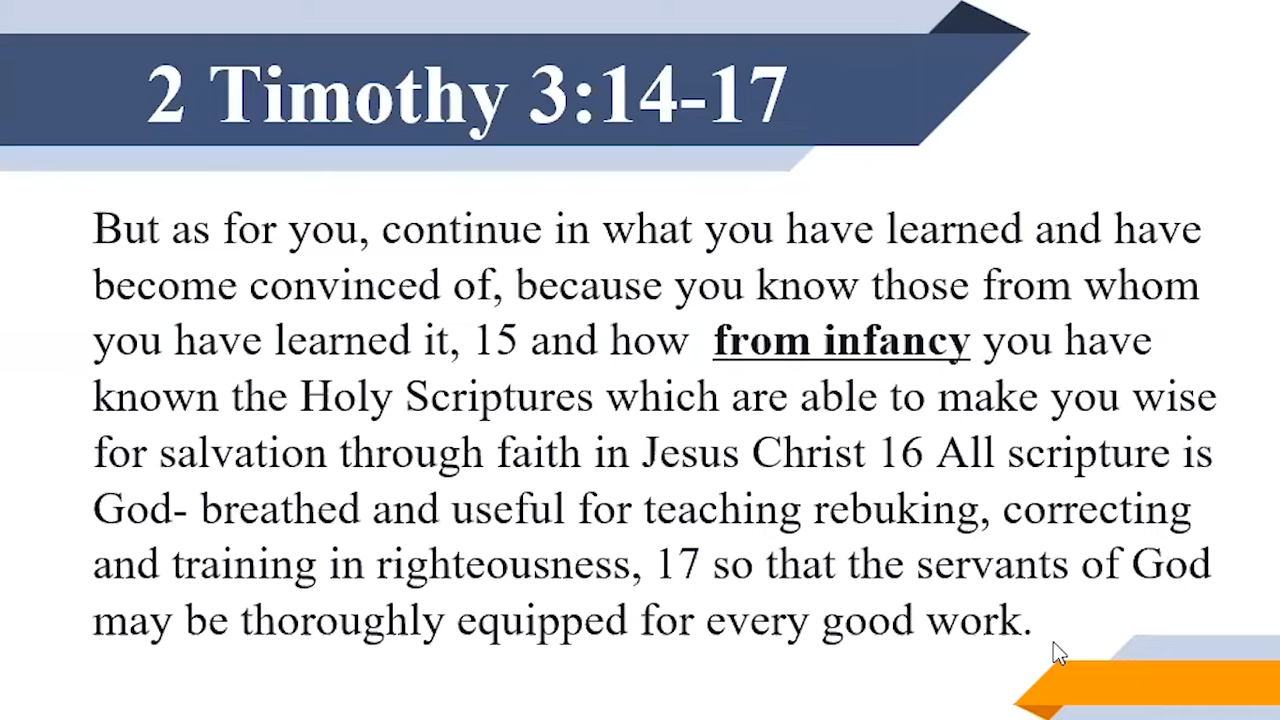 2 Timothy 3:14-17
But as for you, continue in what you have learned and have
become convinced of, because you know those from whom
you have learned it, 15 and how from infancy you have
known the Holy Scriptures which are able to make you wise
for salvation through faith in Jesus Christ 16 All scripture is
God- breathed and useful for teaching rebuking, correcting
and training in righteousness, 17 so that the servants of God
may be thoroughly equipped for every good work.